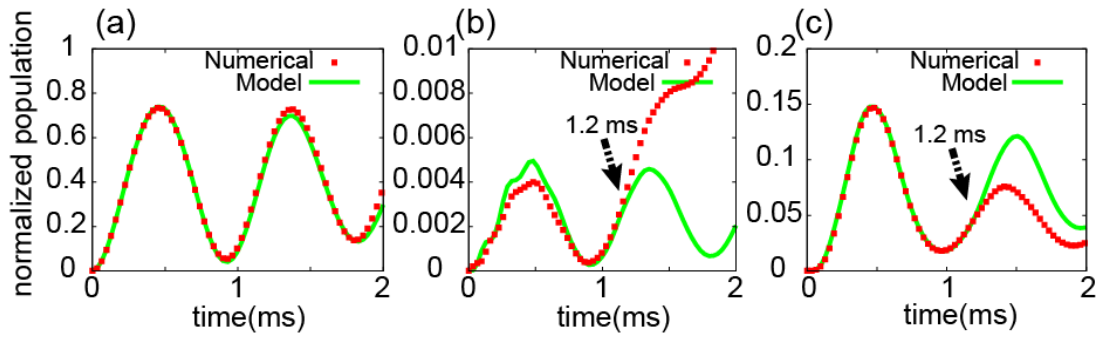 (a)
normalized population
1
0.8
0.6
0.4
0.2
0
Numerical
Model
0
1
2
time(ms)
(b)
0.01
0.008
0.006
0.004
0.002
0
Numerical
Model
1.2 ms
0
1
2
time(ms)
(c)
0.2
0.15
0.10
0.05
0
Numerical
Model
1.2 ms
0
1
2
time(ms)